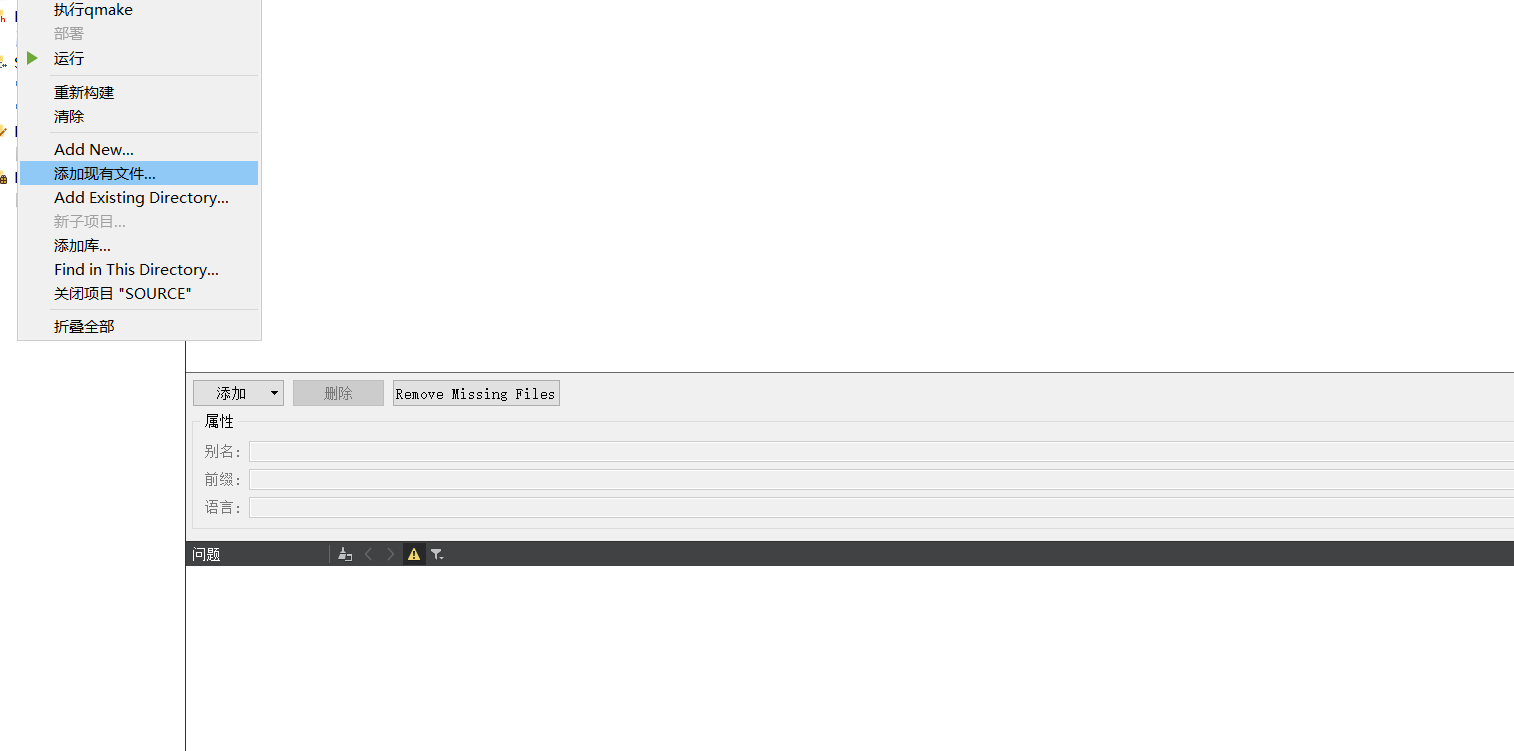 执行qmake
部署
运行
重新构建
清除
Add New...
添加现有文件...
Add Existing Directory...
新子项目...
添加库...
Find in This Directory...
关闭项目 "SOURCE"
折叠全部
添加 删除 Remove Missing Files
属性
别名:
前缀:
语言:
问题